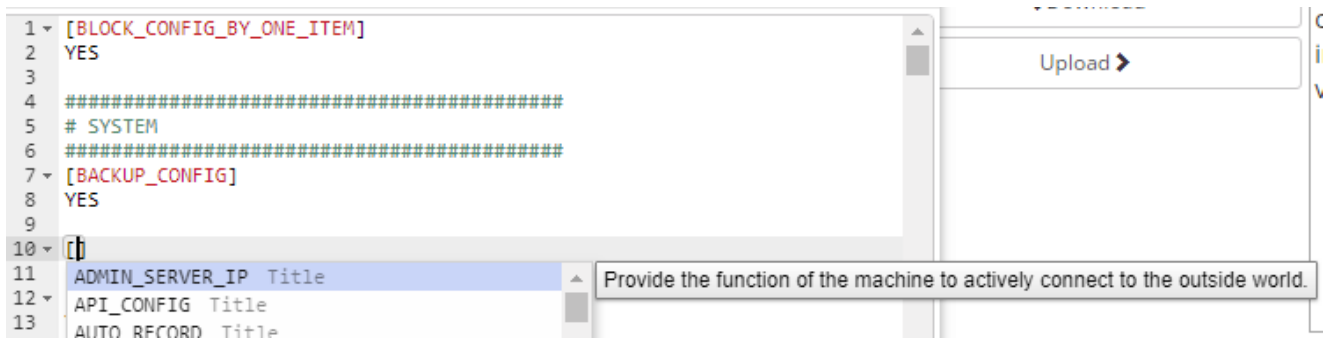 1 [BLOCK_CONFIG_BY_ONE_ITEM]
2 YES
3
4 ###########################################
5 # SYSTEM
6 ###########################################
7 [BACKUP_CONFIG]
8 YES
9
10 []
11
12
13
ADMIN_SERVER_IP Title
API_CONFIG Title
AUTO_RECORD Title
Provide the function of the machine to actively connect to the outside world.
Upload